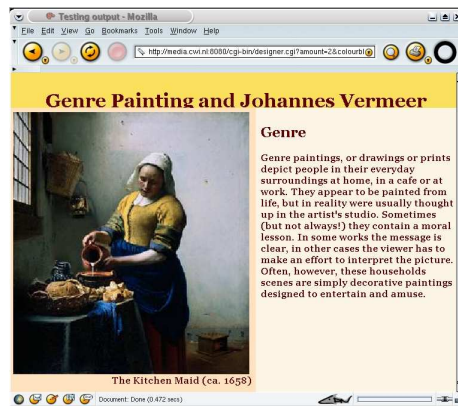 Testing output - Mozilla
File Edit View Go Bookmarks Tools Window Help
http://media.cwi.nl:8080/cgi-bin/designer.cgi?amount=2&colourbl
Genre Painting and Johannes Vermeer
Genre
Genre paintings, or drawings or prints
depict people in their everyday
surroundings at home, in a cafe or at
work. They appear to be painted from
life, but in reality were usually thought
up in the artist's studio. Sometimes
(but not always!) they contain a moral
lesson. In some works the message is
clear, in other cases the viewer has to
make an effort to interpret the picture.
Often, however, these households
scenes are simply decorative paintings
designed to entertain and amuse.
The Kitchen Maid (ca. 1658)
Document: Done (0.472 secs)